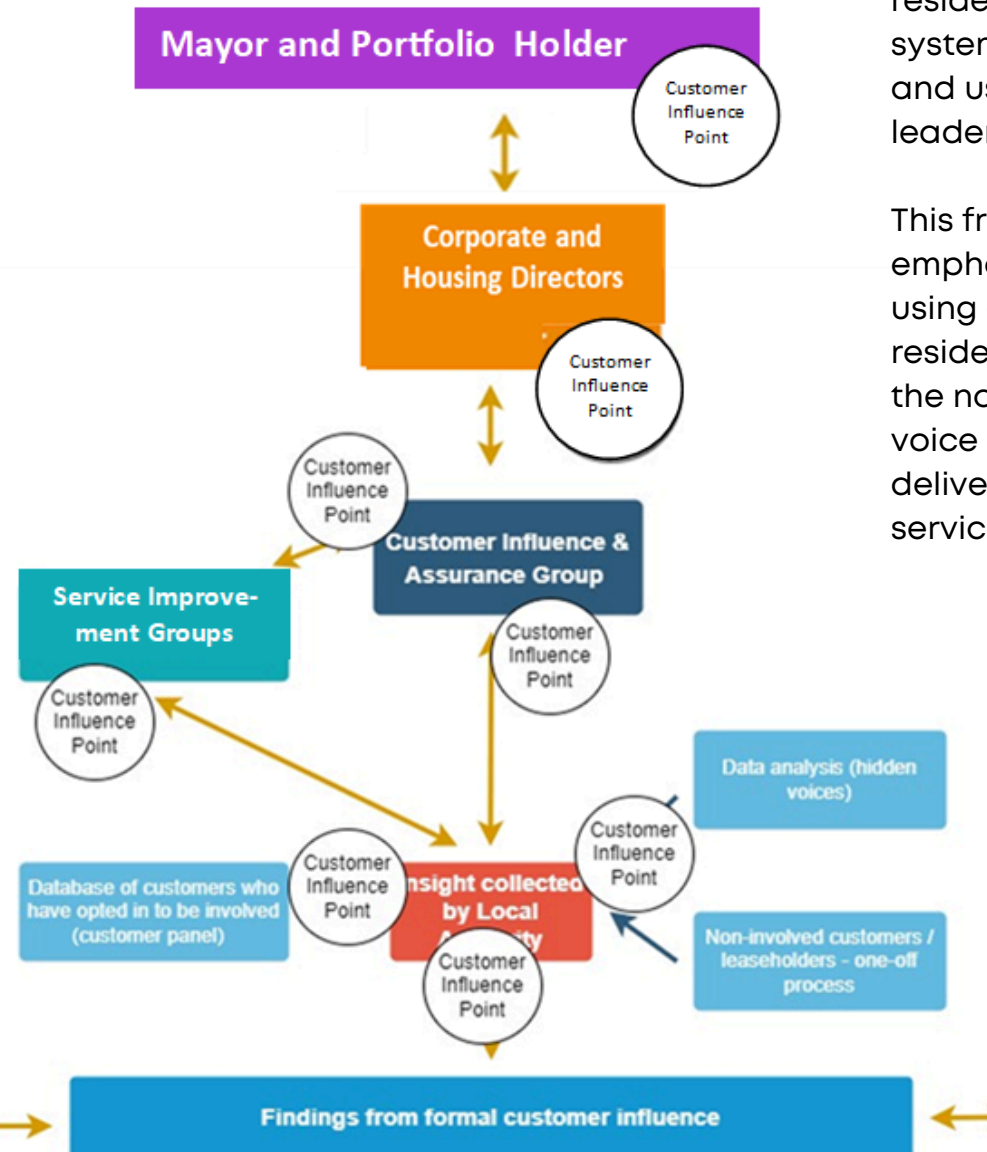 Mayor and Portfolio Holder
Customer
Influence
Point
Corporate and
Housing Directors
Customer
Influence
Point
Customer
Influence
Point
Customer Influence &
Assurance Group
Service Improve-
ment Groups
Customer
Influence
Point
Customer
Influence
Point
Data analysis (hidden
voices)
Customer
Influence
Point
Database of customers who
have opted in to be involved
(customer panel)
Customer
Influence
Point
nsight collected
by Local
Customer
Influence
Point
Non-involved customers /
leaseholders - one-off
process
Findings from formal customer influence
reside
system
and us
leader
This fr
empha
using
reside
the no
voice
delive
servic